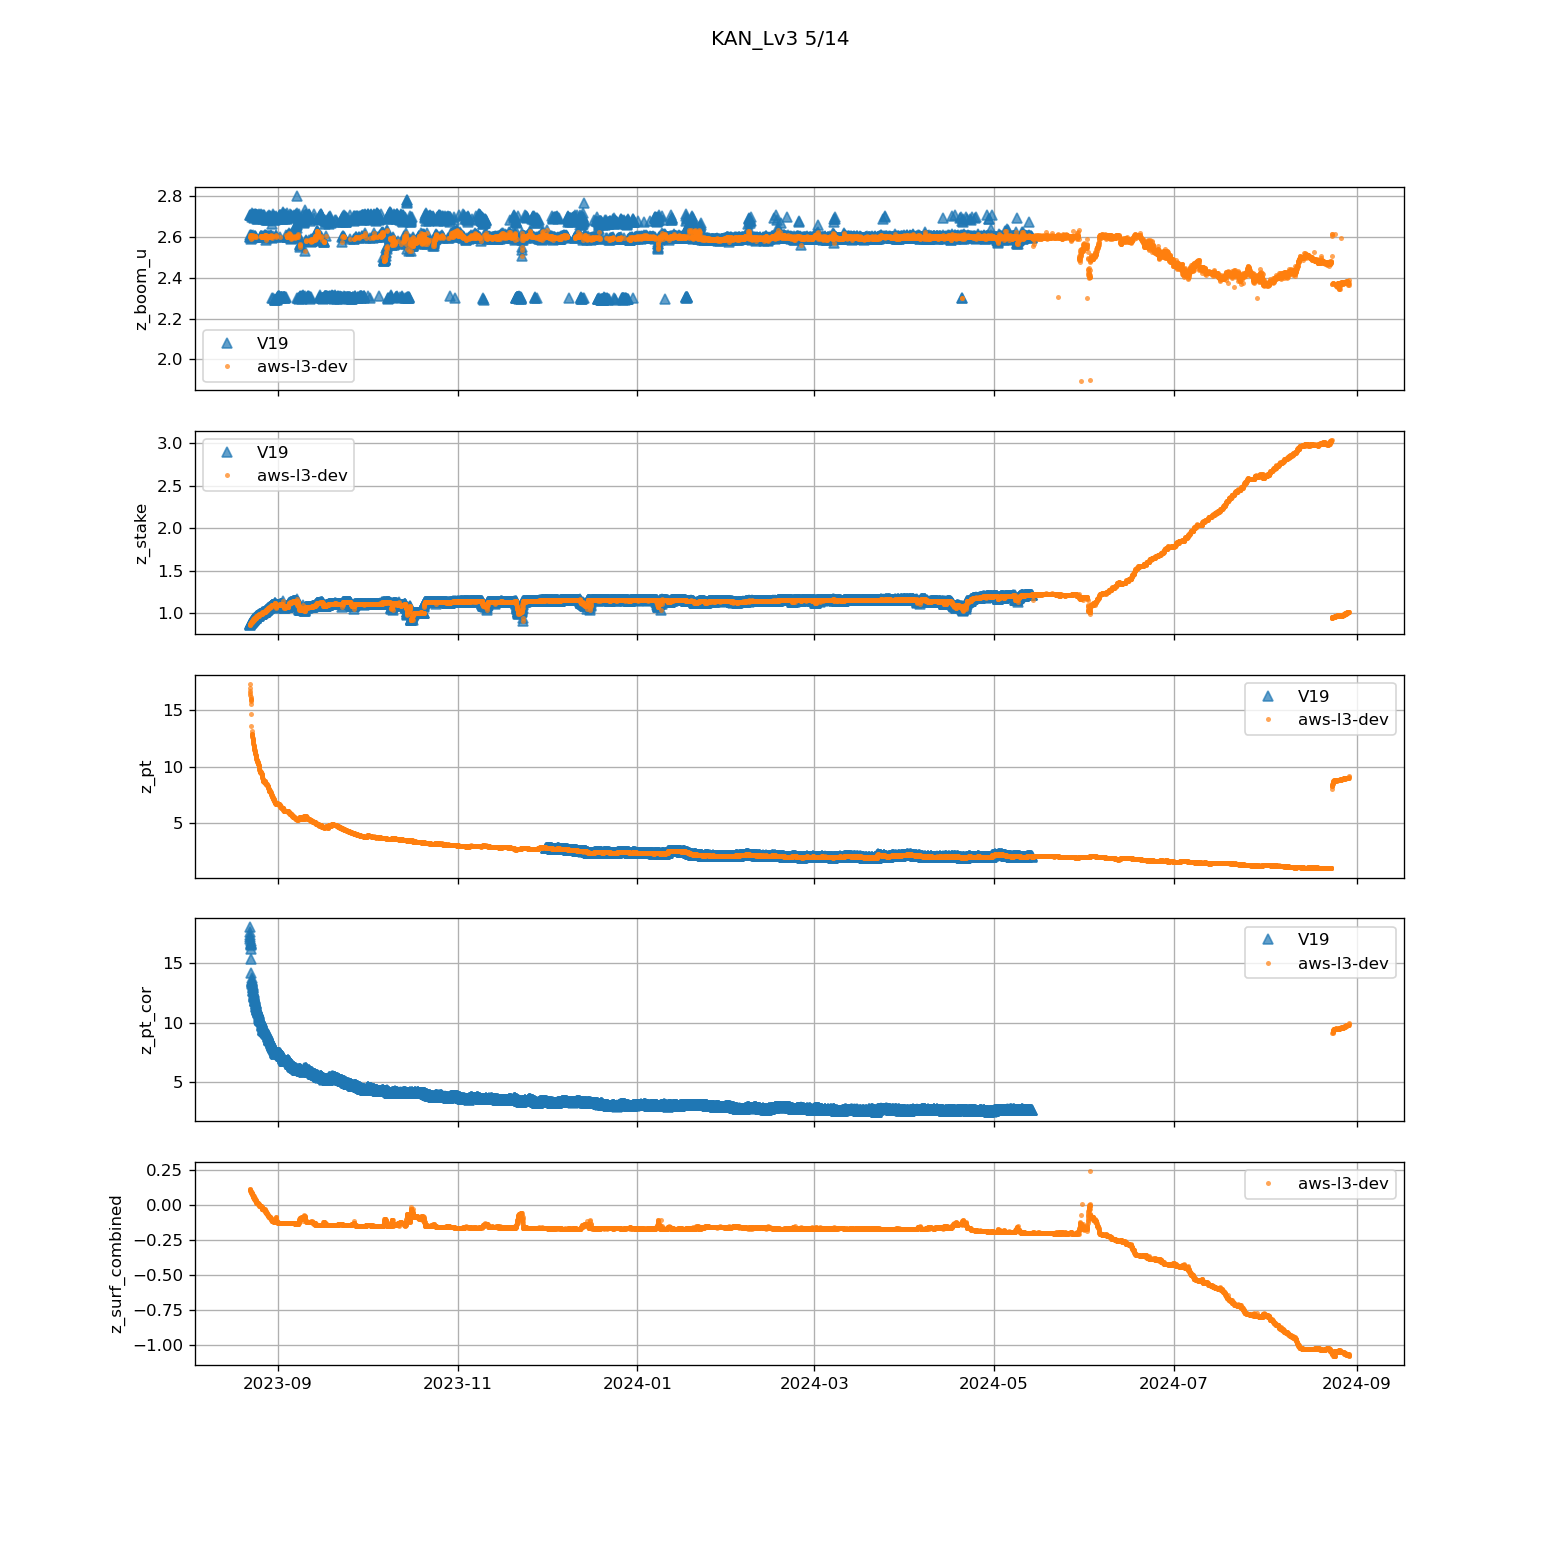 KAN_Lv3 5/14
2.8
2.6
2.4
2.2
2.0
z_boom_u
V19
aws-l3-dev
3.0
2.5
2.0
1.5
1.0
z_stake
V19
aws-l3-dev
15
10
5
z_pt
V19
aws-l3-dev
15
10
5
z_pt_cor
V19
aws-l3-dev
0.25
0.00
−0.25
−0.50
−0.75
−1.00
z_surf_combined
aws-l3-dev
2023-09 2023-11 2024-01 2024-03 2024-05 2024-07 2024-09